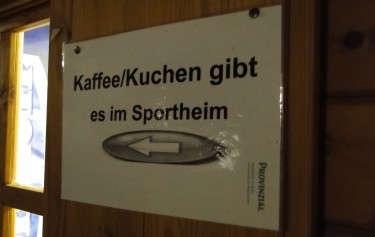 Kaffee/Kuchen gibt
es im Sportheim
PROVINZIAL